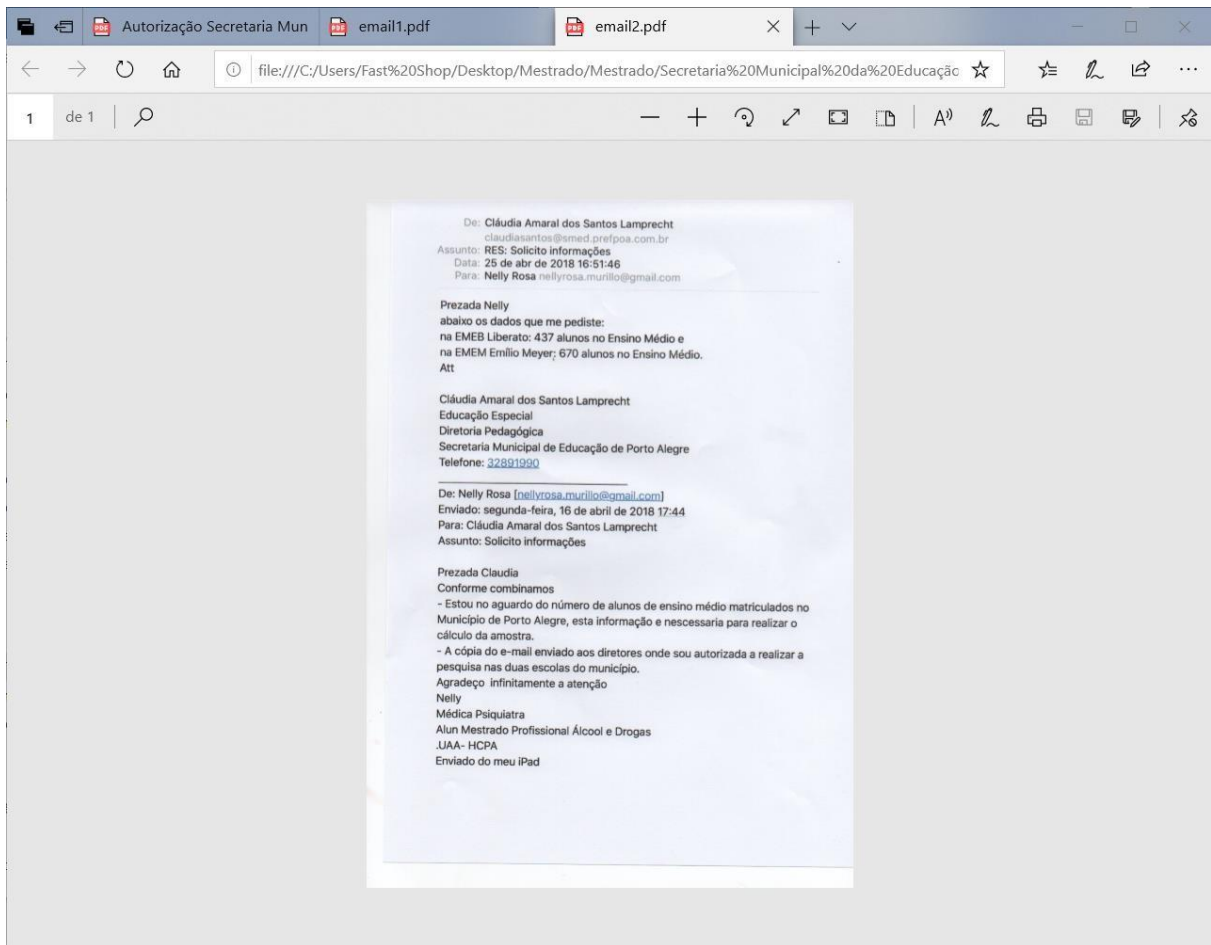 Autorização Secretaria Mun
email1.pdf
email2.pdf
file:///C:/Users/Fast%20Shop/Desktop/Mestrado/Mestrado/Secretaria%20Municipal%20da%20Educação
1 de 1
De: Cláudia Amaral dos Santos Lamprecht
claudiasantos@smed.prefpoa.com.br
Assunto: RES: Solicito informações
Data: 25 de abr de 2018 16:51:46
Para: Nelly Rosa nellyrosa.murillo@gmail.com
Prezada Nelly
abaixo os dados que me pediste:
na EMEB Liberato: 437 alunos no Ensino Médio e
na EMEM Emílio Meyer; 670 alunos no Ensino Médio.
Att
Cláudia Amaral dos Santos Lamprecht
Educação Especial
Diretoria Pedagógica
Secretaria Municipal de Educação de Porto Alegre
Telefone: 32891990
De: Nelly Rosa [nellyrosa.murillo@gmail.com]
Enviado: segunda-feira, 16 de abril de 2018 17:44
Para: Cláudia Amaral dos Santos Lamprecht
Assunto: Solicito informações
Prezada Claudia
Conforme combinamos
- Estou no aguardo do número de alunos de ensino médio matriculados no
Município de Porto Alegre, esta informação e nescessaria para realizar o
cálculo da amostra.
- A cópia do e-mail enviado aos diretores onde sou autorizada a realizar a
pesquisa nas duas escolas do município.
Agradeço infinitamente a atenção
Nelly
Médica Psiquiatra
Alun Mestrado Profissional Álcool e Drogas
.UAA- HCPA
Enviado do meu iPad